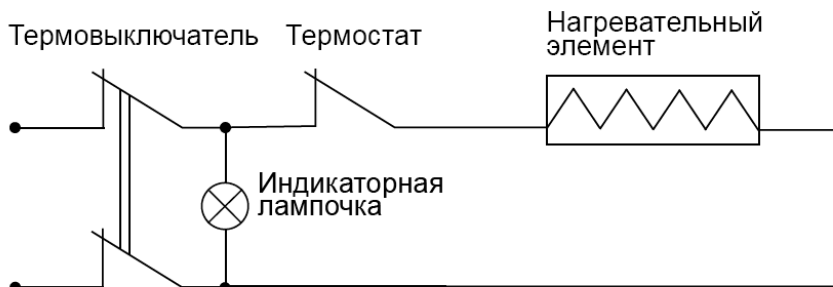 Термовыключатель
Термостат
Нагревательный
элемент
Индикаторная
лампочка